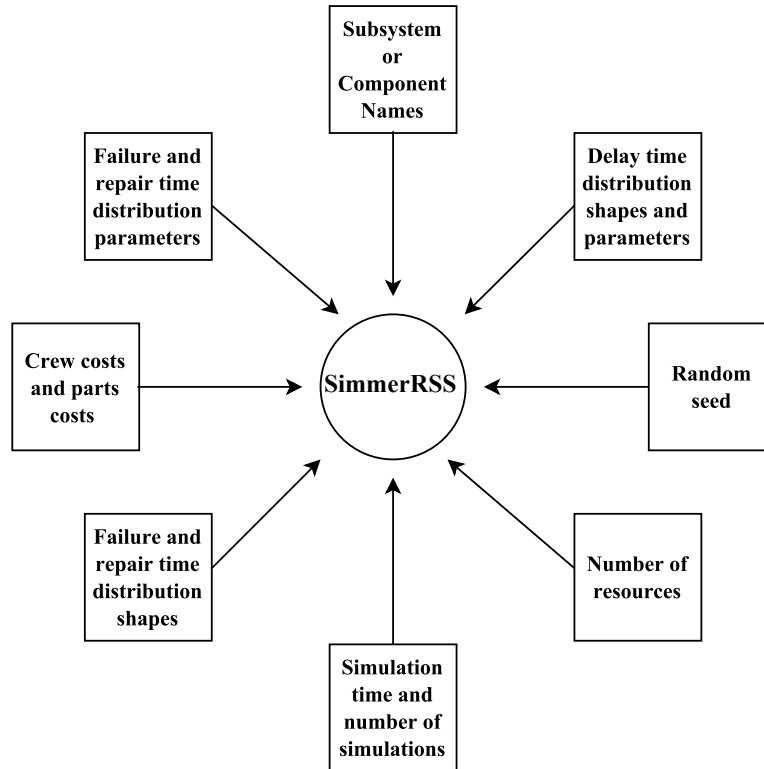 Subsystem
or
Component
Names
Failure and
repair time
distribution
parameters
Delay time
distribution
shapes and
parameters
Crew costs
and parts
costs
SimmerRSS
Random
seed
Failure and
repair time
distribution
shapes
Number of
resources
Simulation
time and
number of
simulations